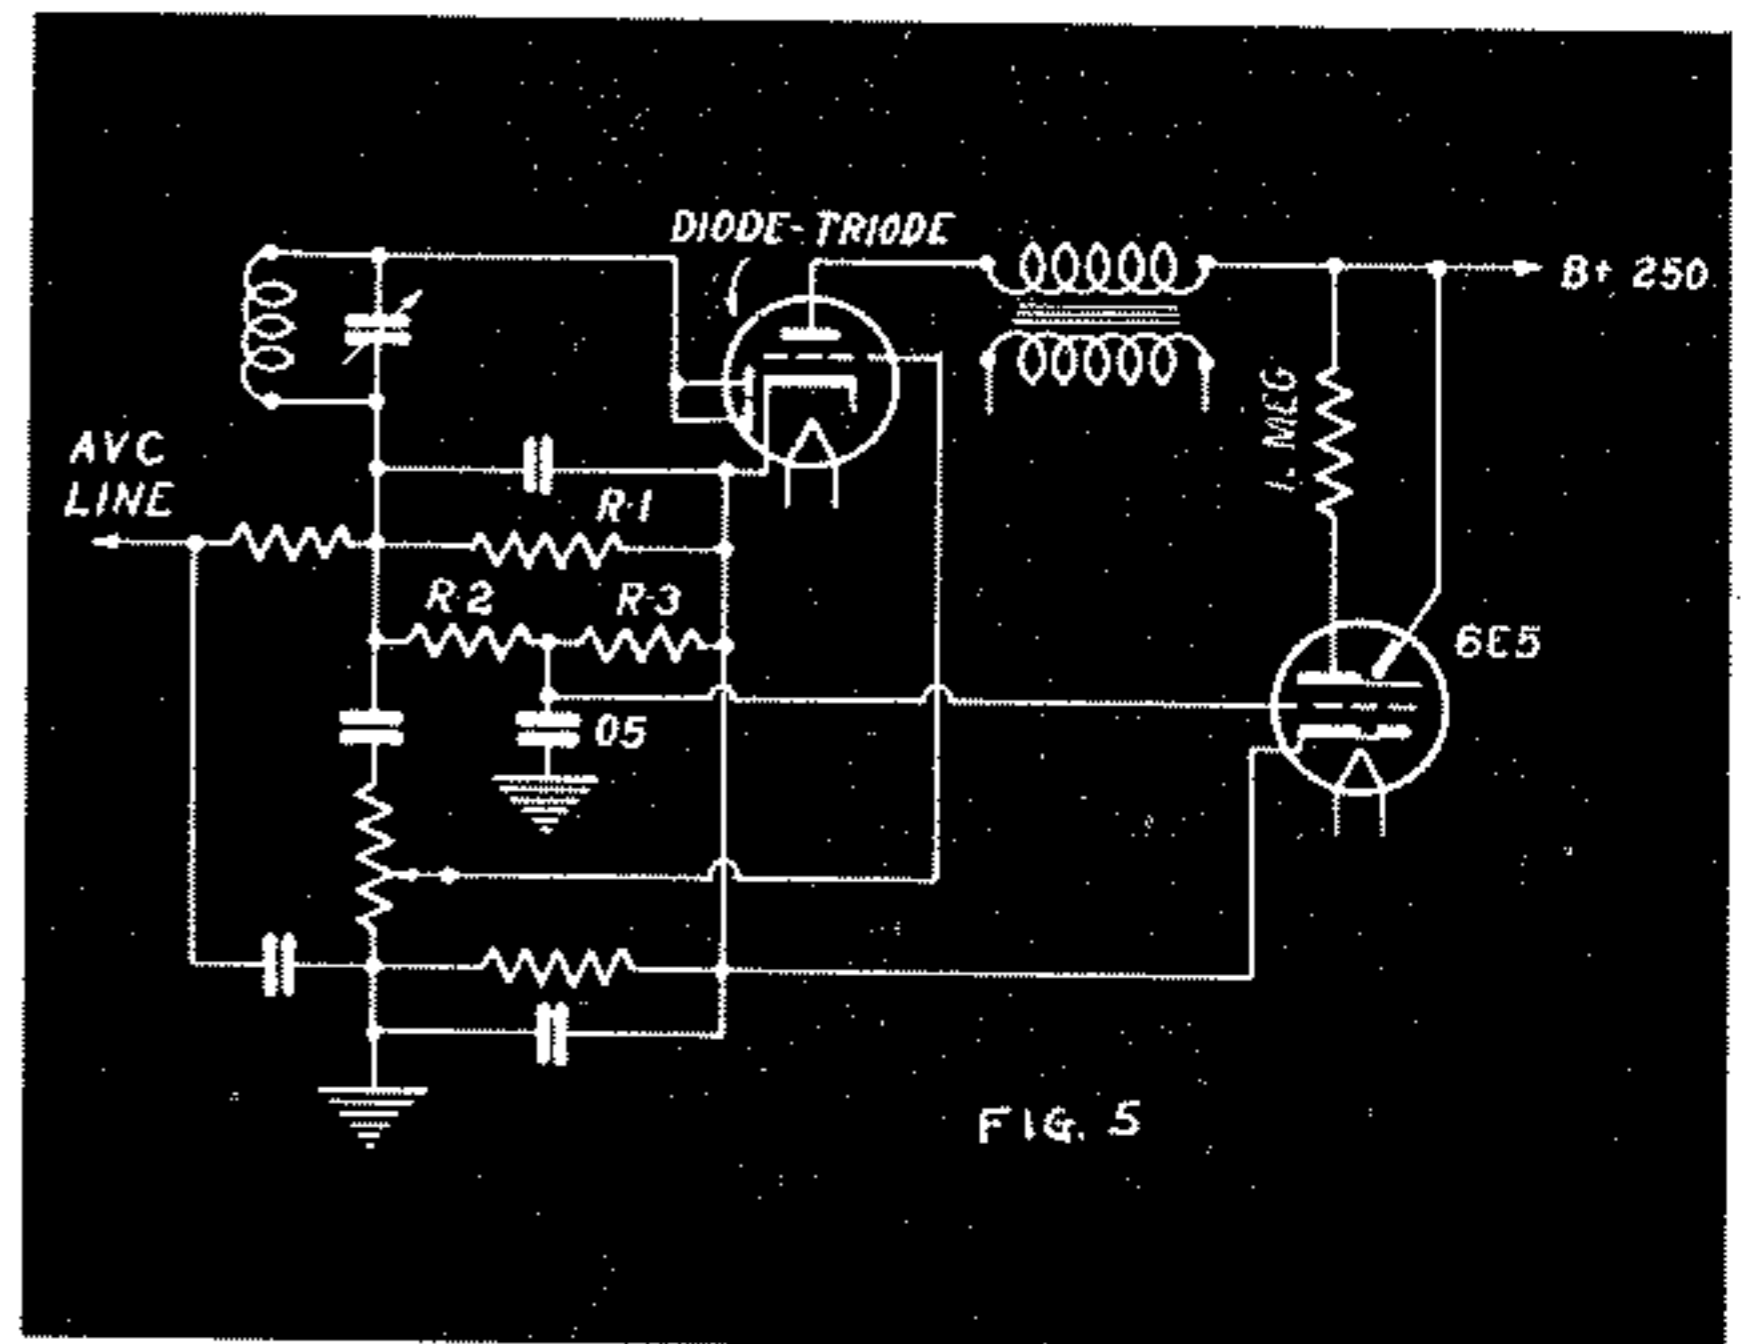 DIODE-TRIODE
B+ 250
AVC
LINE
1. MEG
R-1
R-2
R-3
6E5
05
FIG. 5